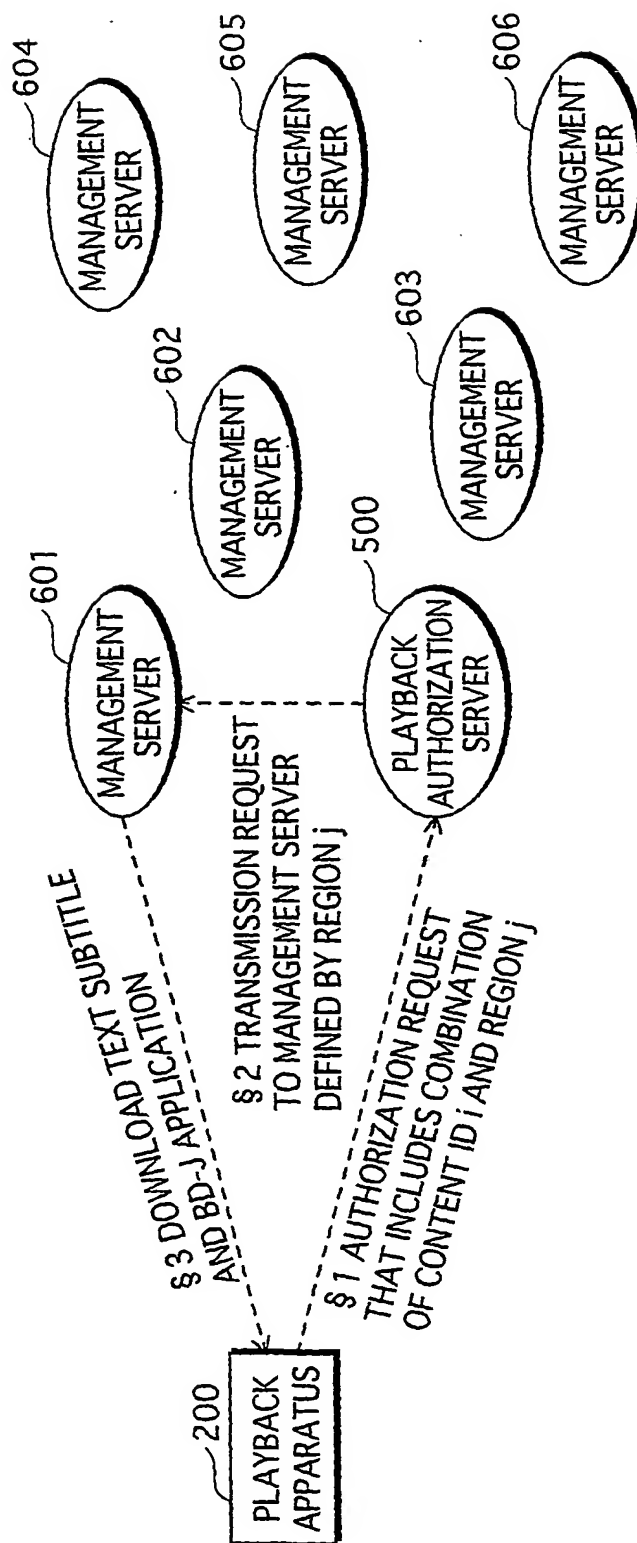 200
PLAYBACK
APPARATUS
§3 DOWNLOAD TEXT SUBTITLE
AND BD-J APPLICATION
§1 AUTHORIZATION REQUEST
THAT INCLUDES COMBINATION
OF CONTENT ID i AND REGION j
§2 TRANSMISSION REQUEST
TO MANAGEMENT SERVER
DEFINED BY REGION j
601
MANAGEMENT
SERVER
500
PLAYBACK
AUTHORIZATION
SERVER
602
MANAGEMENT
SERVER
603
MANAGEMENT
SERVER
604
MANAGEMENT
SERVER
605
MANAGEMENT
SERVER
606
MANAGEMENT
SERVER